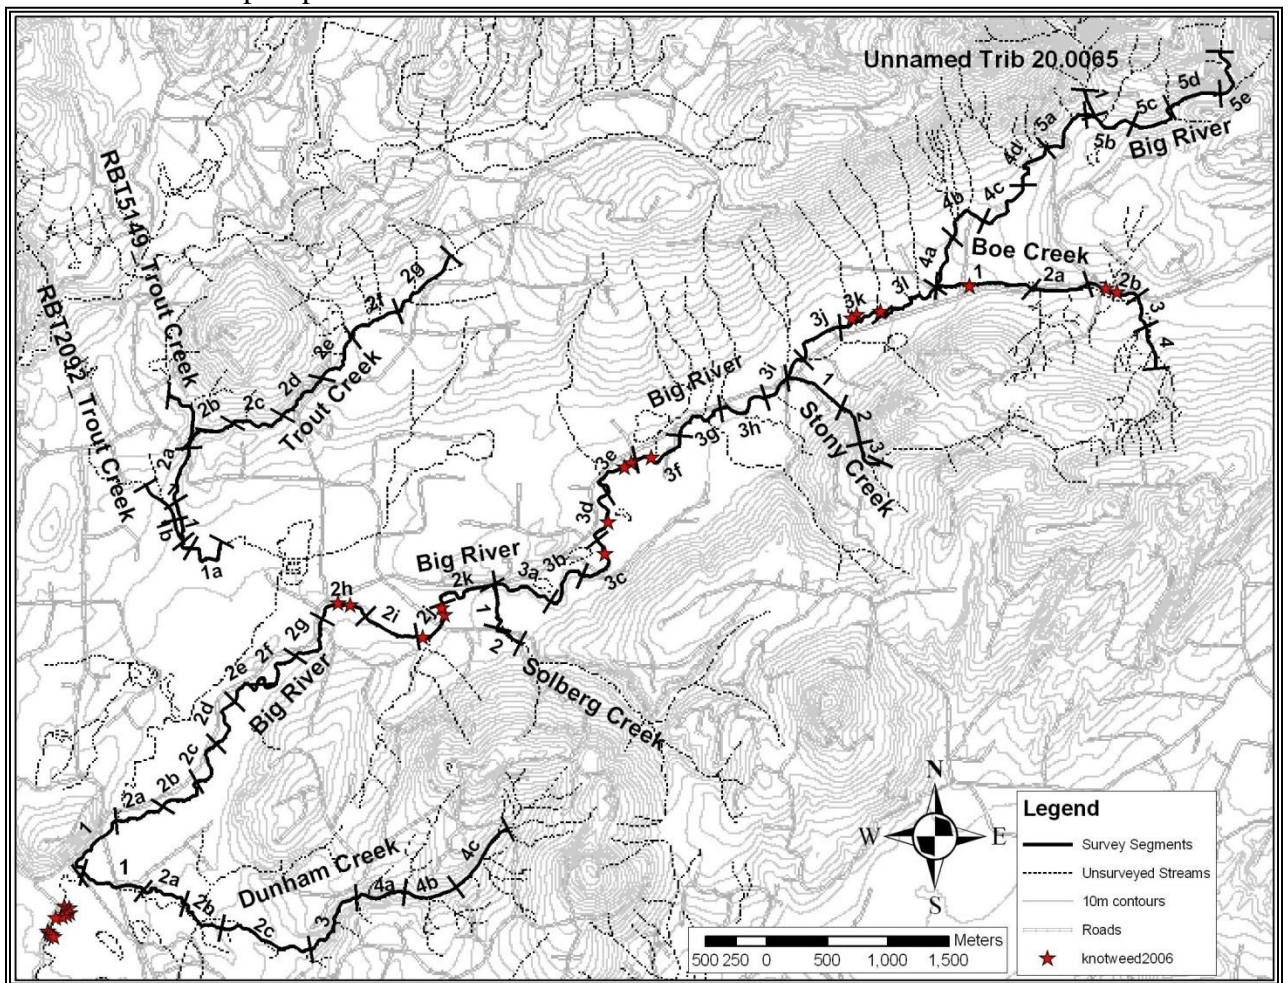 Unnamed Trib 20.0065
5d
5e
5c
5b
Big River
1
5a
4d
4c
4b
4a
Boe Creek
1
2a
2b
3
4
RBT5149_Trout Creek
RBT2092_Trout Creek
2g
2f
2e
2d
2c
2b
Trout Creek
2a
1
1b
1a
3l
3k
3j
3i
Big River
3h
3g
3f
3e
3d
1
2
3
Stony Creek
3c
3b
3a
Big River
2k
2j
2i
2h
2g
1
2
Solberg Creek
2f
2e
Big River
2d
2c
2b
2a
1
1
2a
2b
2c
3
4a
4b
4c
Dunham Creek
N
W
E
S
500 250 0 500 1,000 1,500 Meters
Legend
Survey Segments
Unsurveyed Streams
10m contours
Roads
knotweed2006